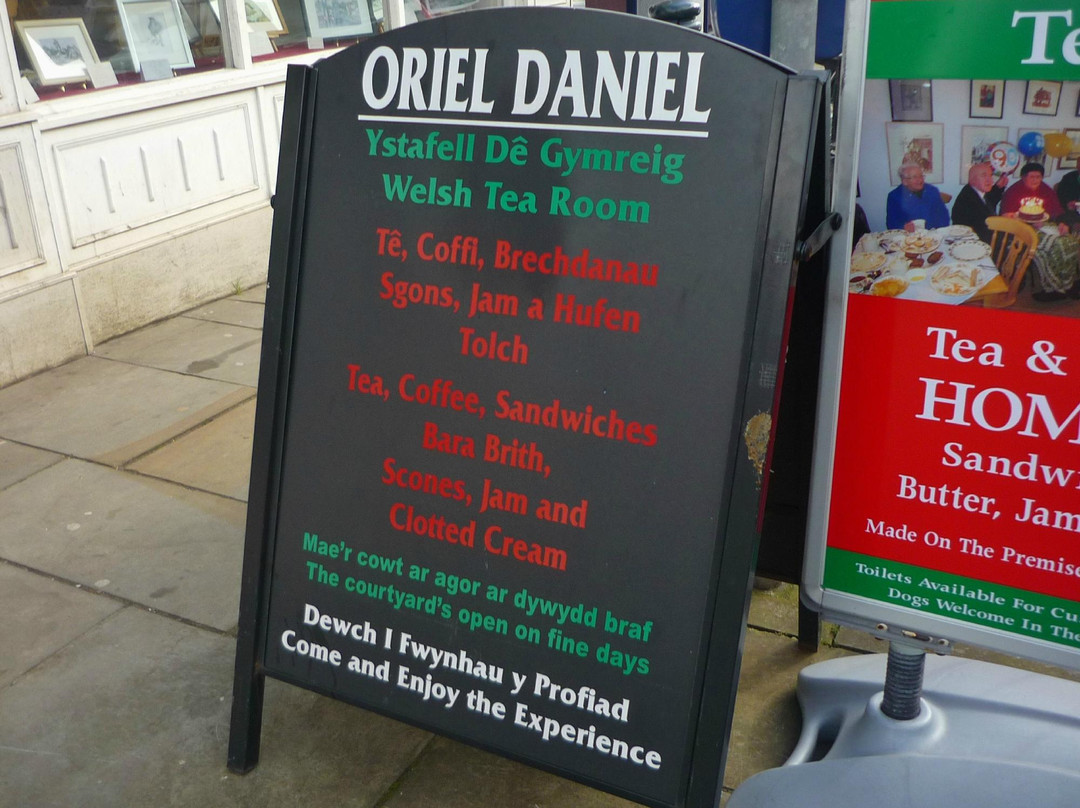 ORIEL DANIEL
Ystafell Dê Gymreig
Welsh Tea Room
Tê, Coffi, Brechdanau
Sgons, Jam a Hufen
Tolch
Tea, Coffee, Sandwiches
Bara Brith,
Scones, Jam and
Clotted Cream
Mae'r cowt ar agor ar dywydd braf
The courtyard's open on fine days
Dewch I Fwynhau y Profiad
Come and Enjoy the Experience
Tea &
Butter, Jam
Made On The
Toilets Available For
Dogs Welcome In The